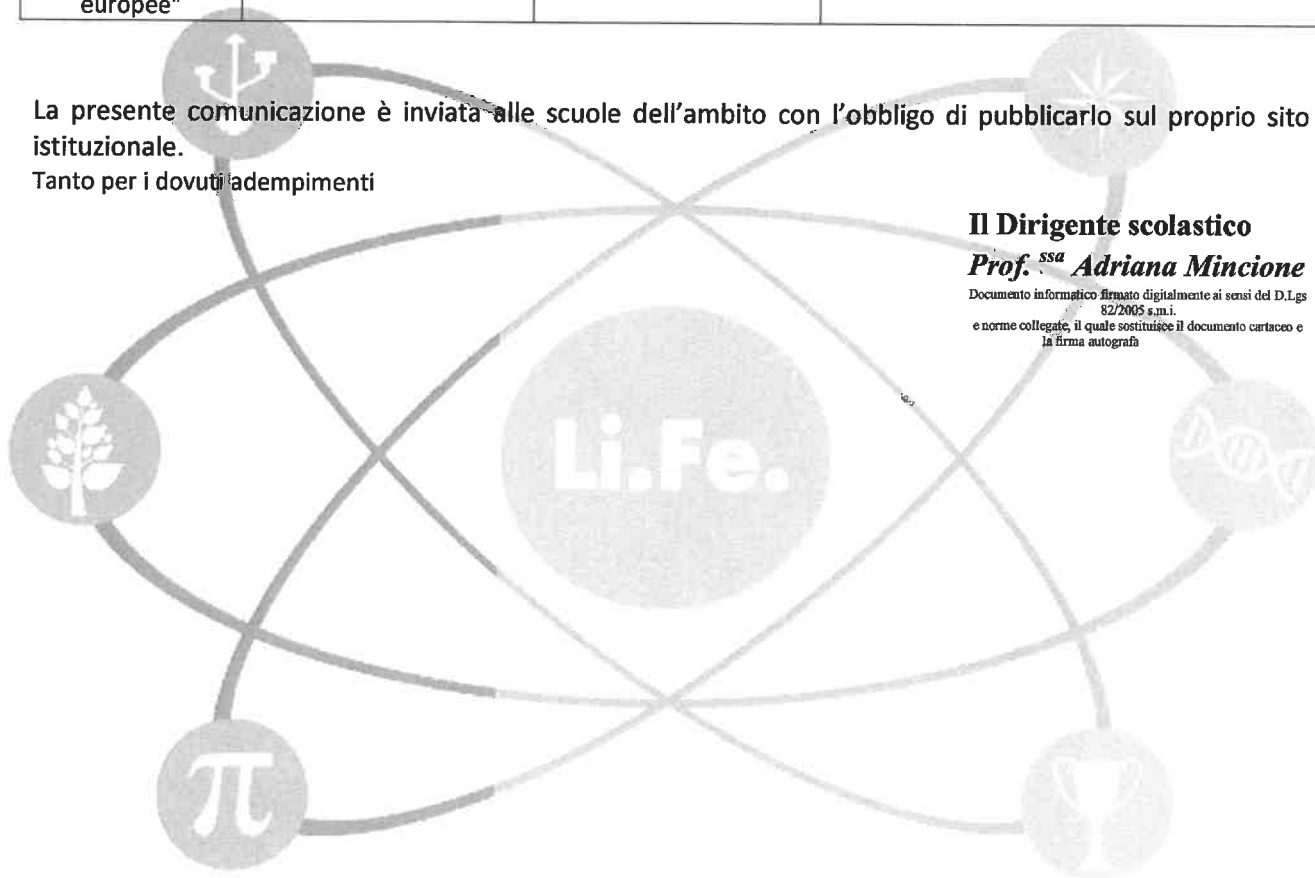 europee"
La presente comunicazione è inviata alle scuole dell'ambito con l'obbligo di pubblicarlo sul proprio sito
istituzionale.
Tanto per i dovuti adempimenti
Il Dirigente scolastico
Prof. ssa Adriana Mincione
Documento informatico firmato digitalmente ai sensi del D.Lgs
82/2005 s.m.i.
e norme collegate, il quale sostituisce il documento cartaceo e
la firma autografa
Li.Fe.
π